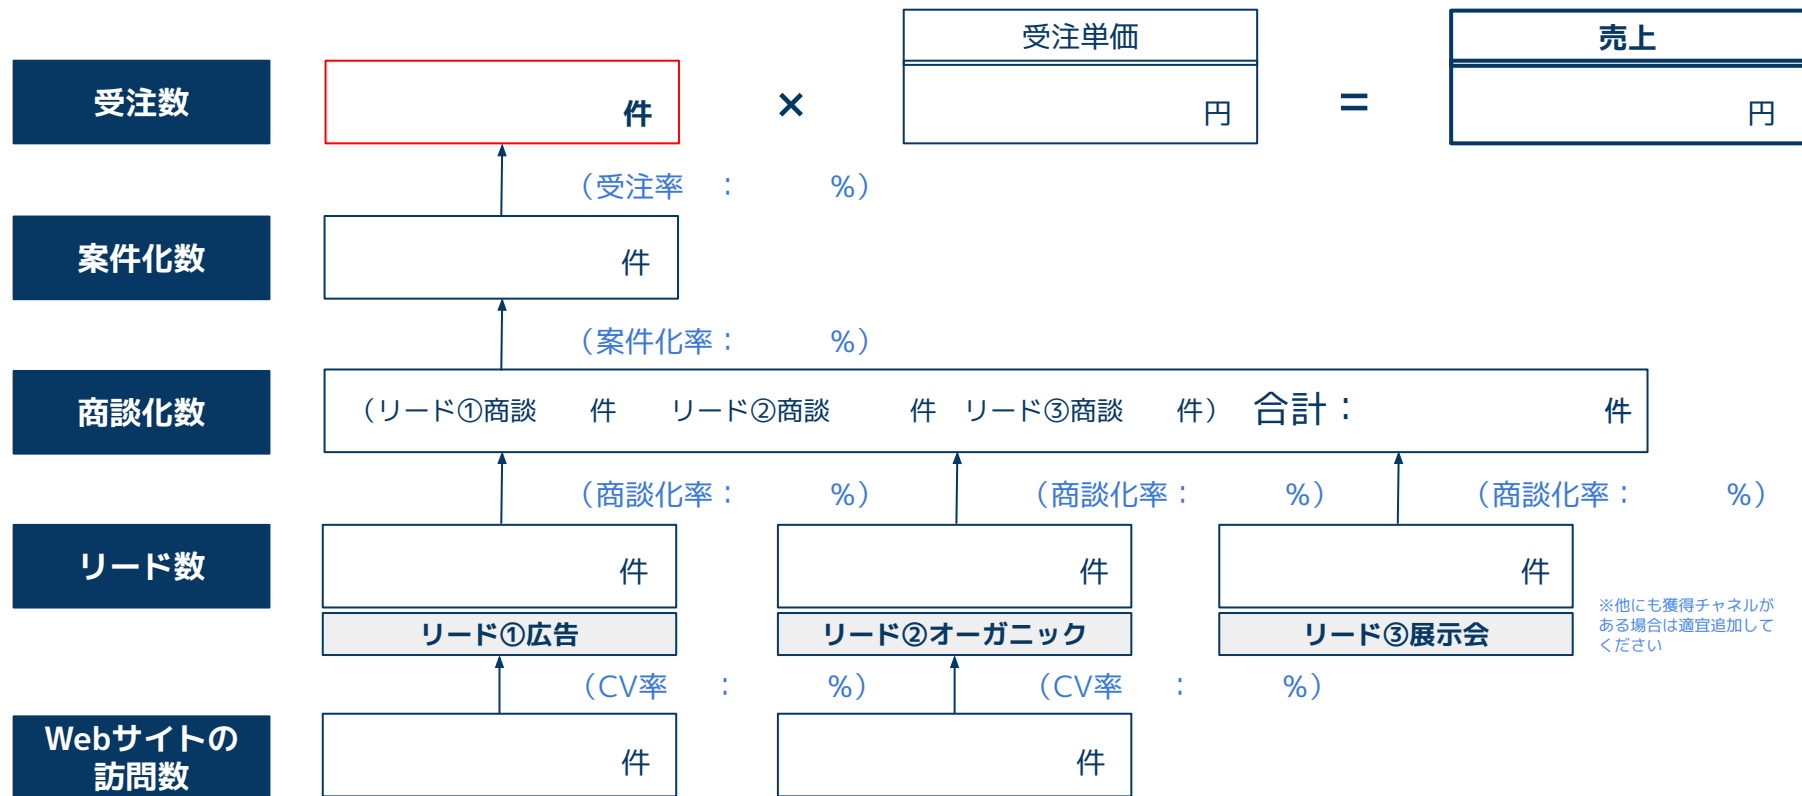 受注単価
売上
受注数
件
×
円
=
円
（受注率　：　　　%）
案件化数
件
（案件化率：　　　%）
商談化数
（リード①商談　　件　　リード②商談　　　件　リード③商談　　件）　合計：　　　　　　件
（商談化率：　　　%）
（商談化率：　　　%）
（商談化率：　　　%）
リード数
件
件
件
リード①広告
リード②オーガニック
リード③展示会
※他にも獲得チャネルが
ある場合は適宜追加して
ください
（CV率　：　　　%）
（CV率　：　　　%）
Webサイトの
訪問数
件
件